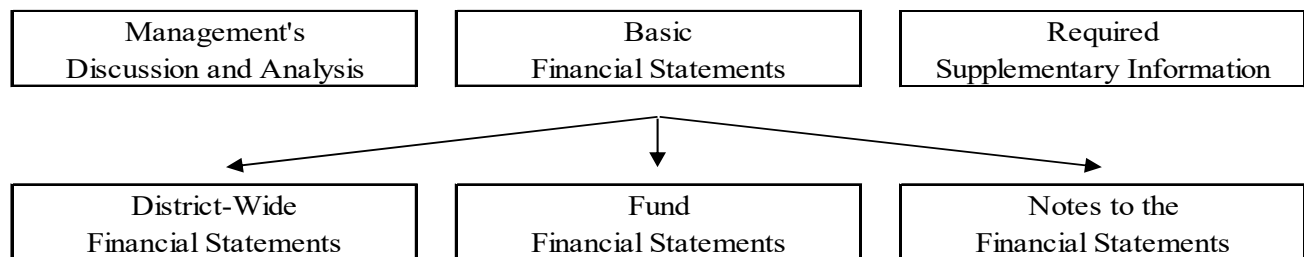 Management's
Discussion and Analysis
Basic
Financial Statements
Required
Supplementary Information
District-Wide
Financial Statements
Fund
Financial Statements
Notes to the
Financial Statements